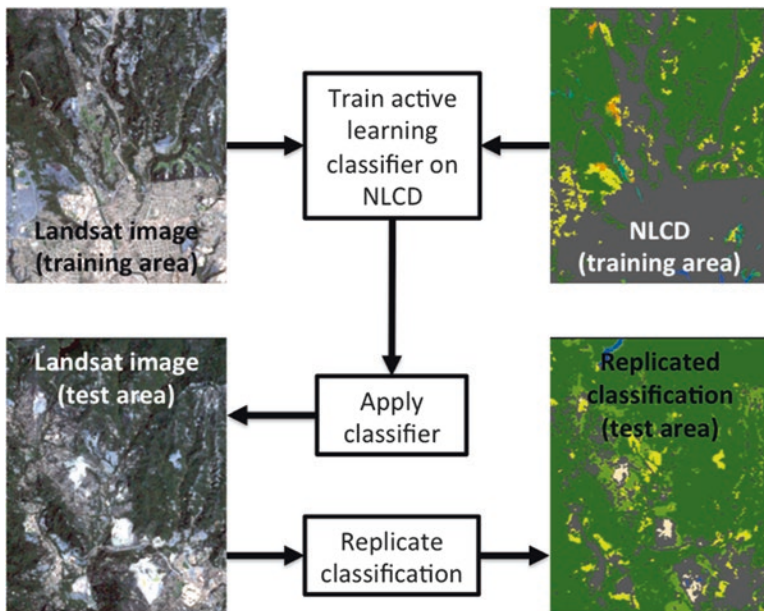 Landsat image
(training area)
Train active
learning
classifier on
NLCD
NLCD
(training area)
Landsat image
(test area)
Apply
classifier
Replicated
classification
(test area)
Replicate
classification